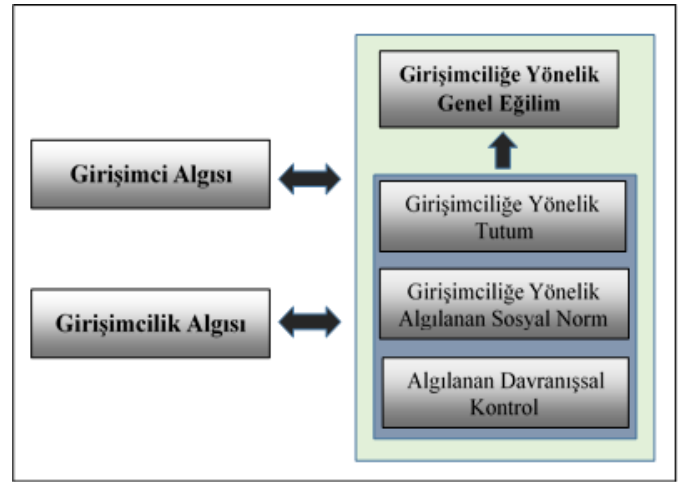 Girişimciliğe Yönelik
Genel Eğilim
Girişimci Algısı
Girişimciliğe Yönelik
Tutum
Girişimcilik Algısı
Girişimciliğe Yönelik
Algılanan Sosyal Norm
Algılanan Davranışsal
Kontrol